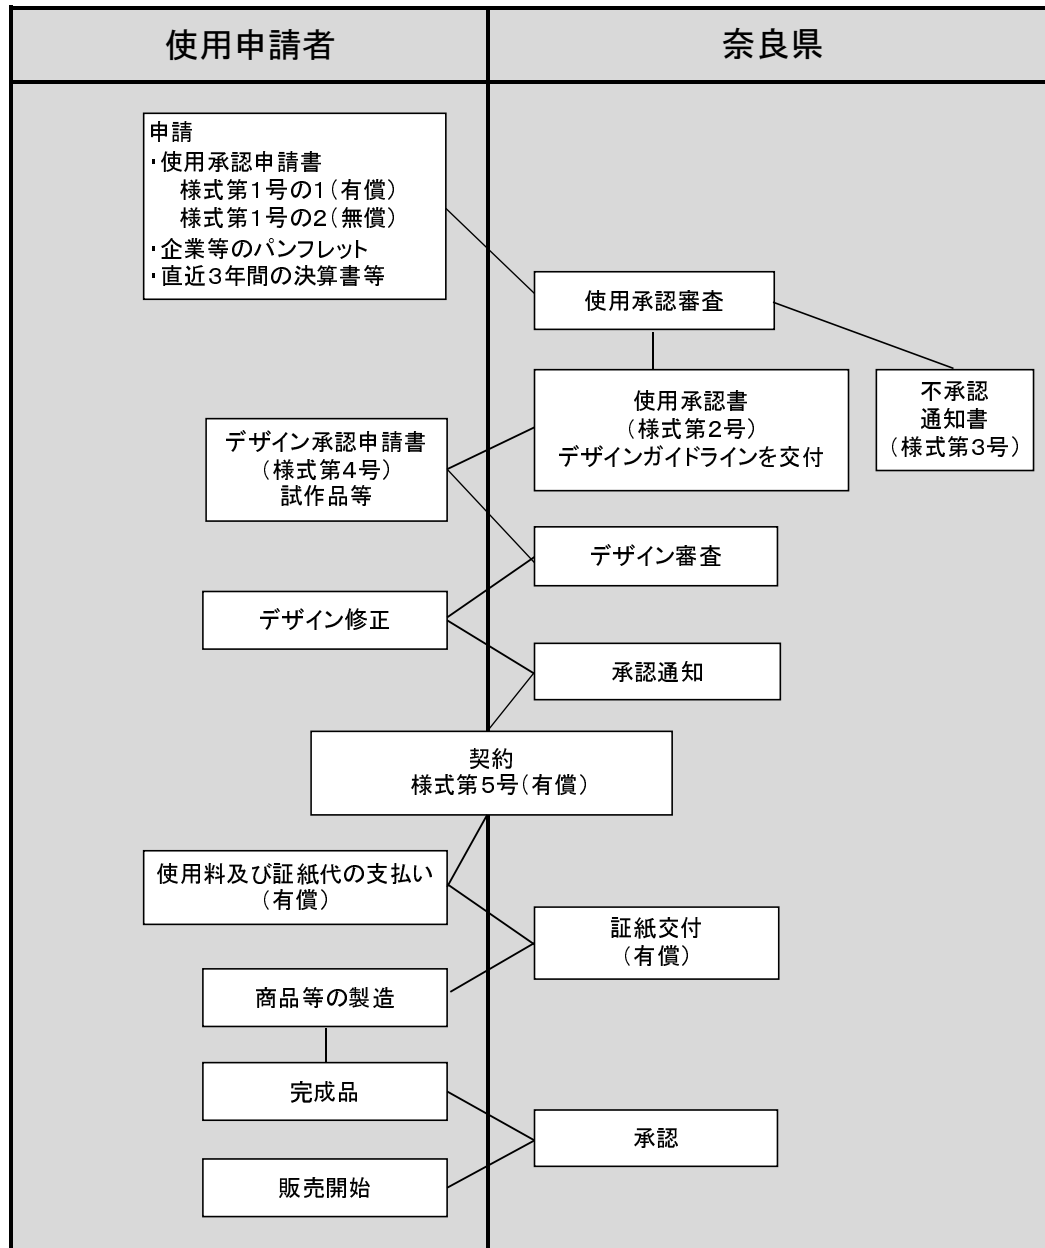 使用申請者
奈良県
申請
・使用承認申請書
様式第1号の1(有償)
様式第1号の2(無償)
・企業等のパンフレット
・直近3年間の決算書等
使用承認審査
使用承認書
(様式第2号)
デザインガイドラインを交付
不承認
通知書
(様式第3号)
デザイン承認申請書
(様式第4号)
試作品等
デザイン審査
デザイン修正
承認通知
契約
様式第5号(有償)
使用料及び証紙代の支払い
(有償)
証紙交付
(有償)
商品等の製造
完成品
承認
販売開始